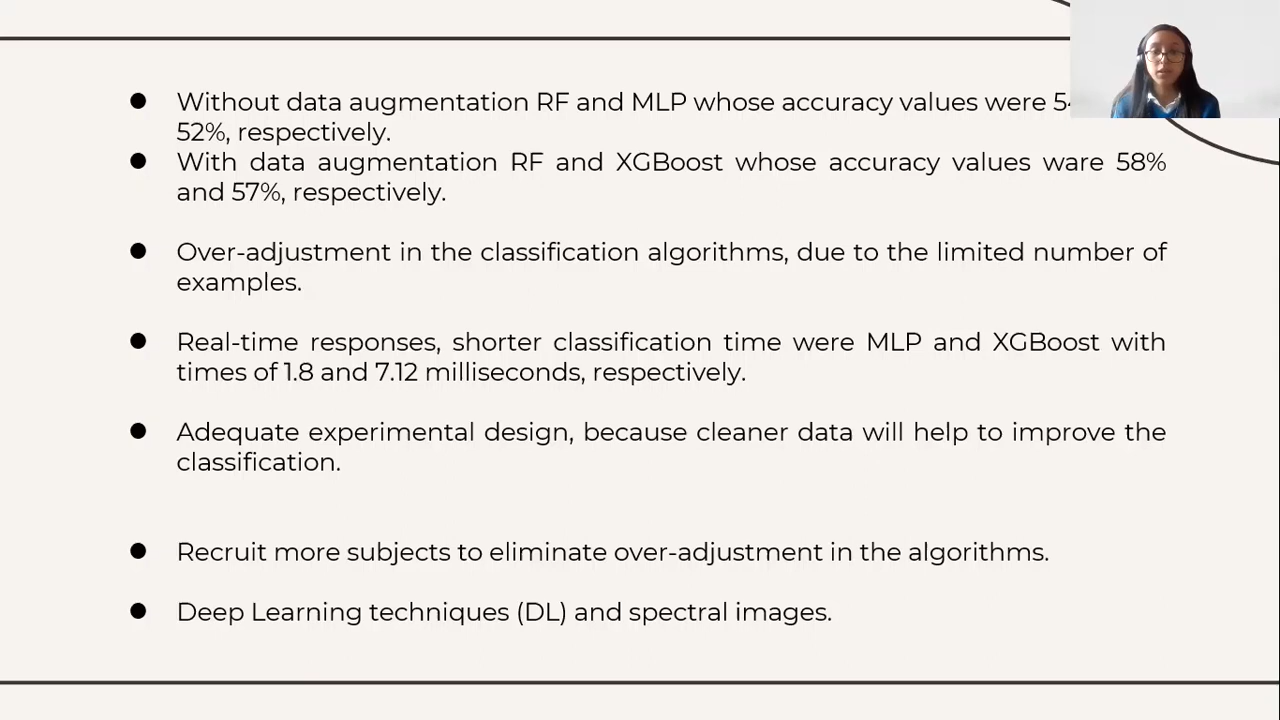 Without data augmentation RF and MLP whose accuracy values were
52%, respectively.
With data augmentation RF and XGBoost whose accuracy values ware 58%
and 57%, respectively.
Over-adjustment in the classification algorithms, due to the limited number of
examples.
Real-time responses, shorter classification time were MLP and XGBoost with
times of 1.8 and 7.12 milliseconds, respectively.
Adequate experimental design, because cleaner data will help to improve the
classification.
Recruit more subjects to eliminate over-adjustment in the algorithms.
Deep Learning techniques (DL) and spectral images.